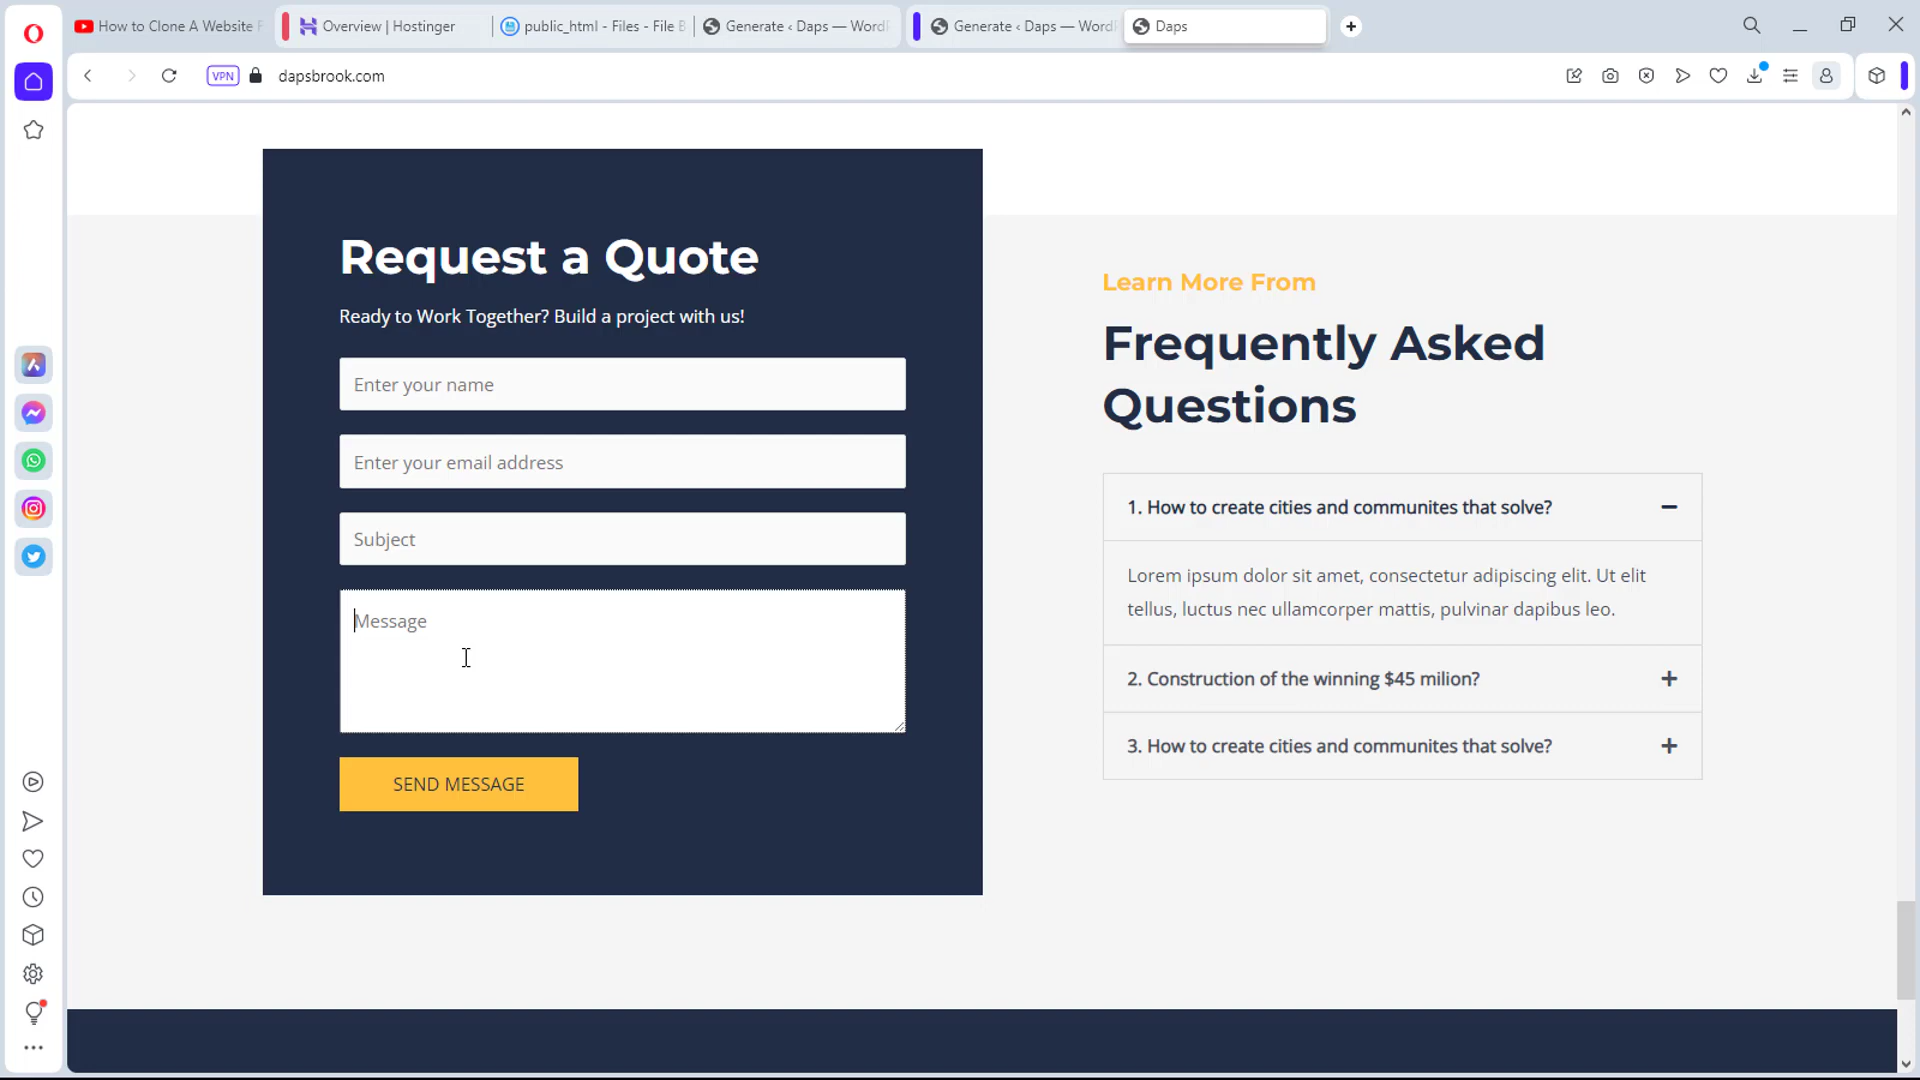 How to Clone A Website F
Overview | Hostinger
public_html - Files - File B
Generate ‹ Daps — WordP
Generate ‹ Daps — WordP
Daps
VPN
dapsbrook.com
Request a Quote
Ready to Work Together? Build a project with us!
Enter your name
Enter your email address
Subject
Message
SEND MESSAGE
Learn More From
Frequently Asked
Questions
1. How to create cities and communites that solve?
Lorem ipsum dolor sit amet, consectetur adipiscing elit. Ut elit
tellus, luctus nec ullamcorper mattis, pulvinar dapibus leo.
2. Construction of the winning $45 milion?
3. How to create cities and communites that solve?